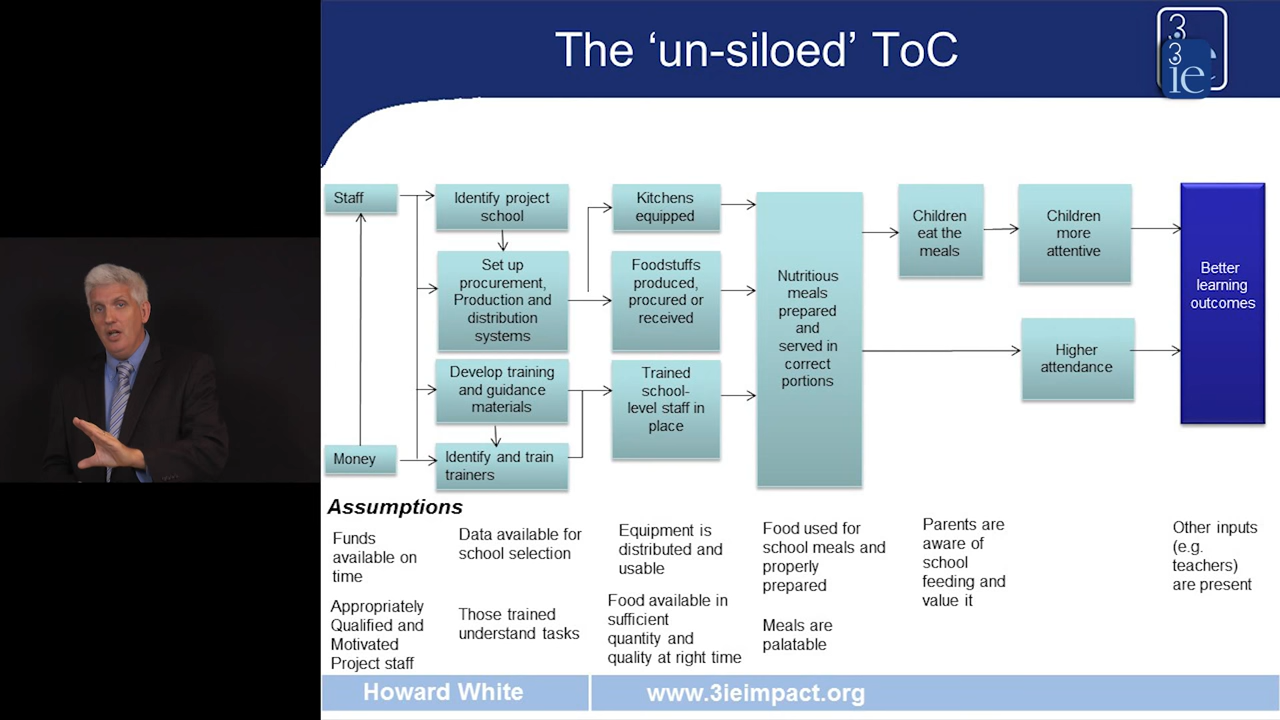 The ‘un-siloed’ ToC
3
3
ie
Staff
Money
Identify project
school
Set up
procurement,
Production and
distribution
systems
Develop training
and guidance
materials
Identify and train
trainers
Kitchens
equipped
Foodstuffs
produced,
procured or
received
Trained
school-
level staff in
place
Nutritious
meals
prepared
and
served in
correct
portions
Children
eat the
meals
Children
more
attentive
Higher
attendance
Better
learning
outcomes
Assumptions
Funds
available on
time
Appropriately
Qualified and
Motivated
Project staff
Data available for
school selection
Those trained
understand tasks
Equipment is
distributed and
usable
Food available in
sufficient
quantity and
quality at right time
Food used for
school meals and
properly
prepared
Meals are
palatable
Parents are
aware of
school
feeding and
value it
Other inputs
(e.g.
teachers)
are present
Howard White
www.3ieimpact.org